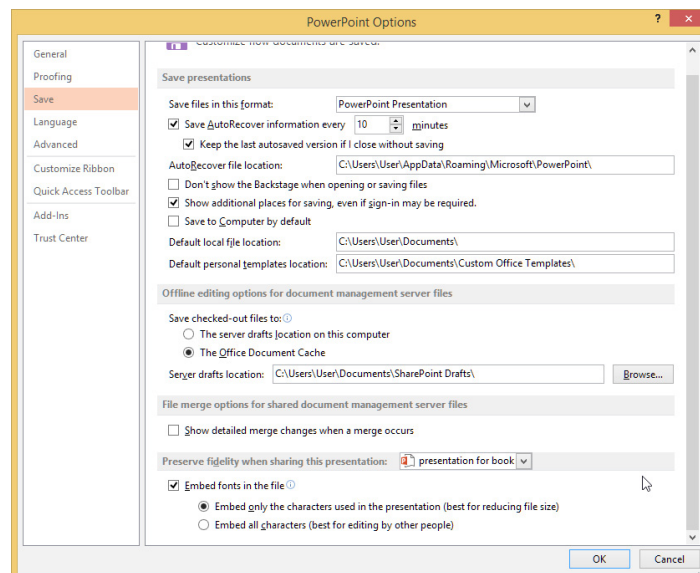 PowerPoint Options
? ×
General
Proofing
Save
Language
Advanced
Customize Ribbon
Quick Access Toolbar
Add-Ins
Trust Center
Customize how documents are saved.
Save presentations
Save files in this format: PowerPoint Presentation
Save AutoRecover information every 10 minutes
Keep the last autosaved version if I close without saving
AutoRecover file location: C:\Users\User\AppData\Roaming\Microsoft\PowerPoint\
Don't show the Backstage when opening or saving files
Show additional places for saving, even if sign-in may be required.
Save to Computer by default
Default local file location: C:\Users\User\Documents\
Default personal templates location: C:\Users\User\Documents\Custom Office Templates\
Offline editing options for document management server files
Save checked-out files to:
The server drafts location on this computer
The Office Document Cache
Server drafts location: C:\Users\User\Documents\SharePoint Drafts\ Browse...
File merge options for shared document management server files
Show detailed merge changes when a merge occurs
Preserve fidelity when sharing this presentation: presentation for book
Embed fonts in the file
Embed only the characters used in the presentation (best for reducing file size)
Embed all characters (best for editing by other people)
OK Cancel